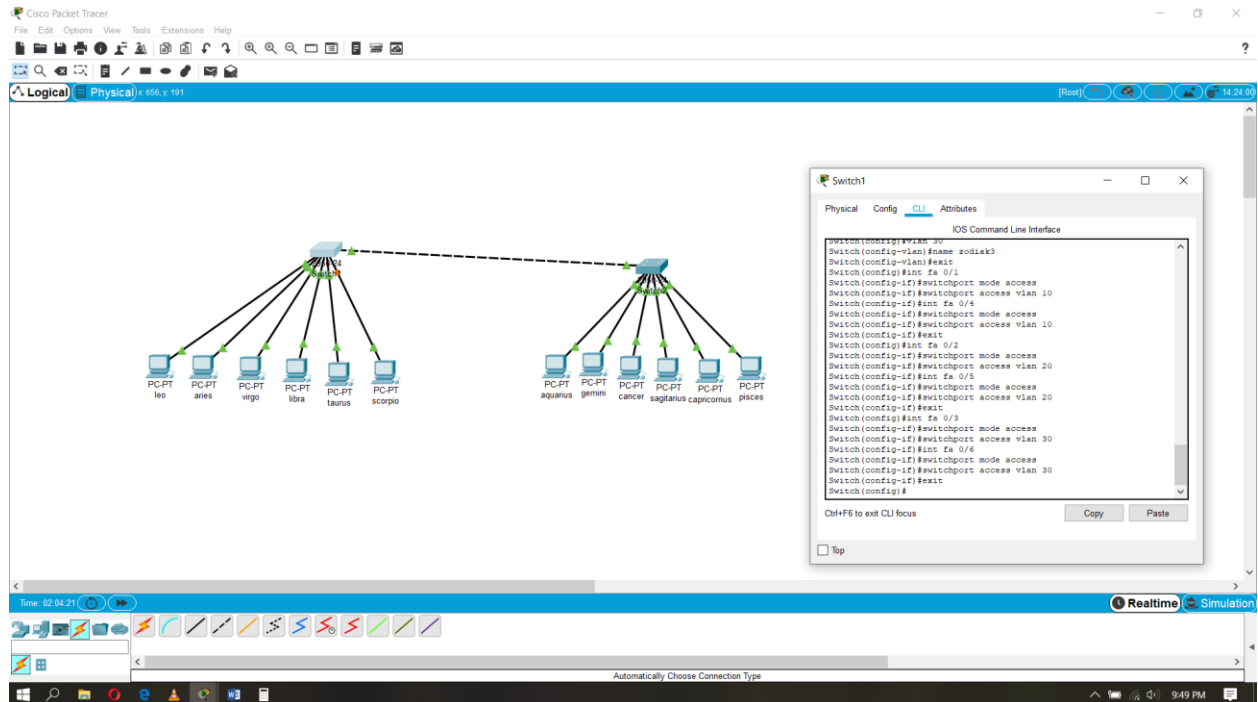 Cisco Packet Tracer
File Edit Options View Tools Extensions Help
?
Logical Physical x: 656, y: 191
[Root] 14:24:00
Switch1
Physical Config CLI Attributes
IOS Command Line Interface
Switch(config)#vlan 30
Switch(config-vlan)#name zodiak3
Switch(config-vlan)#exit
Switch(config)#int fa 0/1
Switch(config-if)#switchport mode access
Switch(config-if)#switchport access vlan 10
Switch(config-if)#int fa 0/4
Switch(config-if)#switchport mode access
Switch(config-if)#switchport access vlan 10
Switch(config-if)#exit
Switch(config)#int fa 0/2
Switch(config-if)#switchport mode access
Switch(config-if)#switchport access vlan 20
Switch(config-if)#int fa 0/5
Switch(config-if)#switchport mode access
Switch(config-if)#switchport access vlan 20
Switch(config-if)#exit
Switch(config)#int fa 0/3
Switch(config-if)#switchport mode access
Switch(config-if)#switchport access vlan 30
Switch(config-if)#int fa 0/6
Switch(config-if)#switchport mode access
Switch(config-if)#switchport access vlan 30
Switch(config-if)#exit
Switch(config)#
Ctrl+F6 to exit CLI focus
Copy Paste
Top
PC-PT PC-PT PC-PT PC-PT PC-PT PC-PT
leo aries virgo libra taurus scorpio
PC-PT PC-PT PC-PT PC-PT PC-PT PC-PT
aquarius gemini cancer sagitarius capricornus pisces
Time: 02:04:21
Realtime Simulation
Automatically Choose Connection Type
9:49 PM